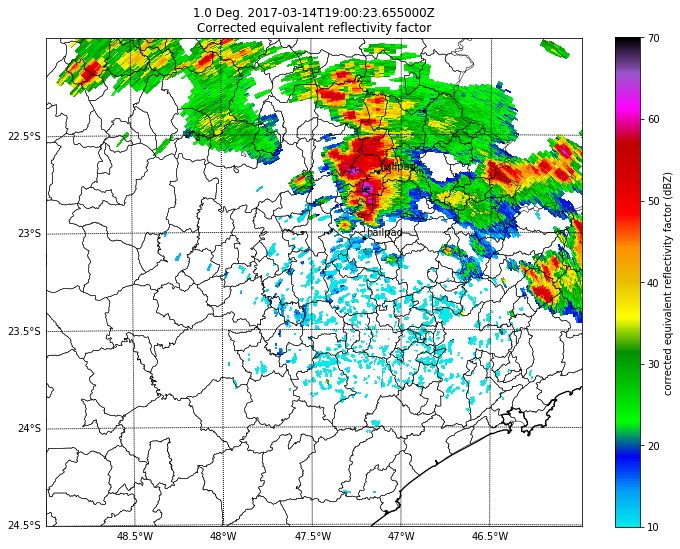 1.0 Deg. 2017-03-14T19:00:23.655000Z
Corrected equivalent reflectivity factor
70
60
50
40
30
20
10
corrected equivalent reflectivity factor (dBZ)
22.5°S
23°S
23.5°S
24°S
24.5°S
hailpad
hailpad
48.5°W
48°W
47.5°W
47°W
46.5°W